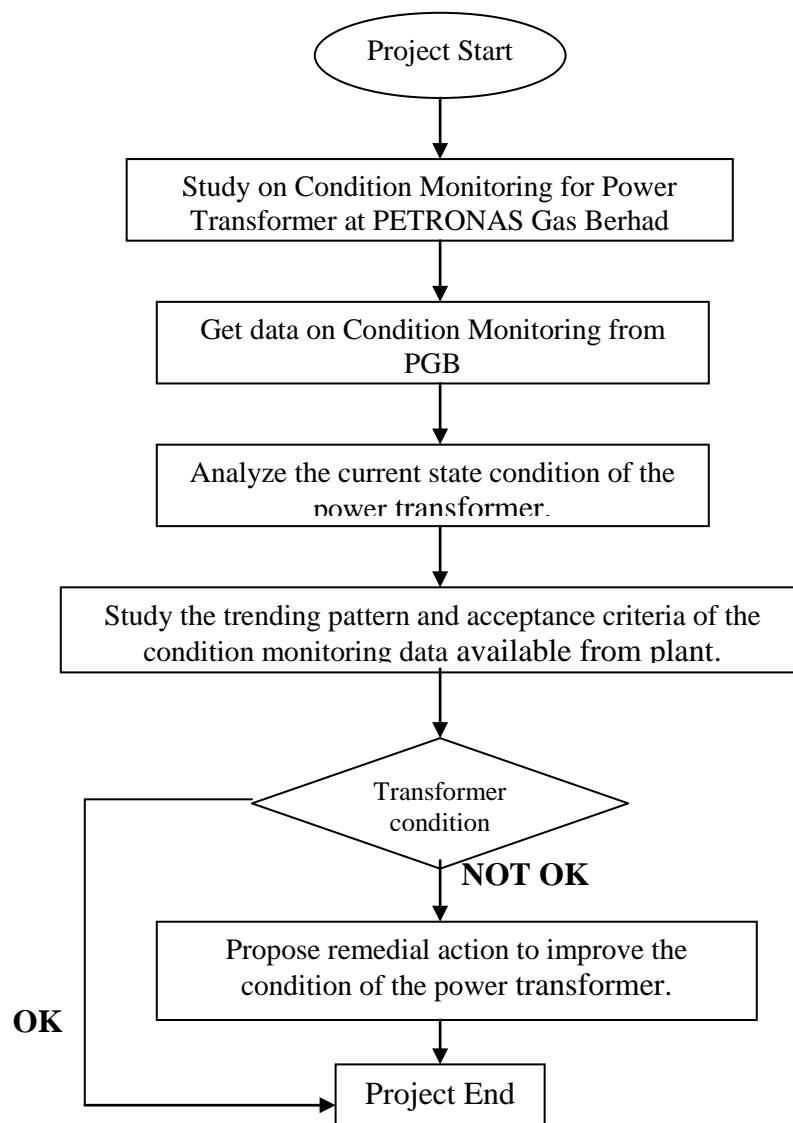 Project Start
Study on Condition Monitoring for Power
Transformer at PETRONAS Gas Berhad
Get data on Condition Monitoring from
PGB
Analyze the current state condition of the
power transformer.
Study the trending pattern and acceptance criteria of the
condition monitoring data available from plant.
Transformer
condition
NOT OK
Propose remedial action to improve the
condition of the power transformer.
OK
Project End